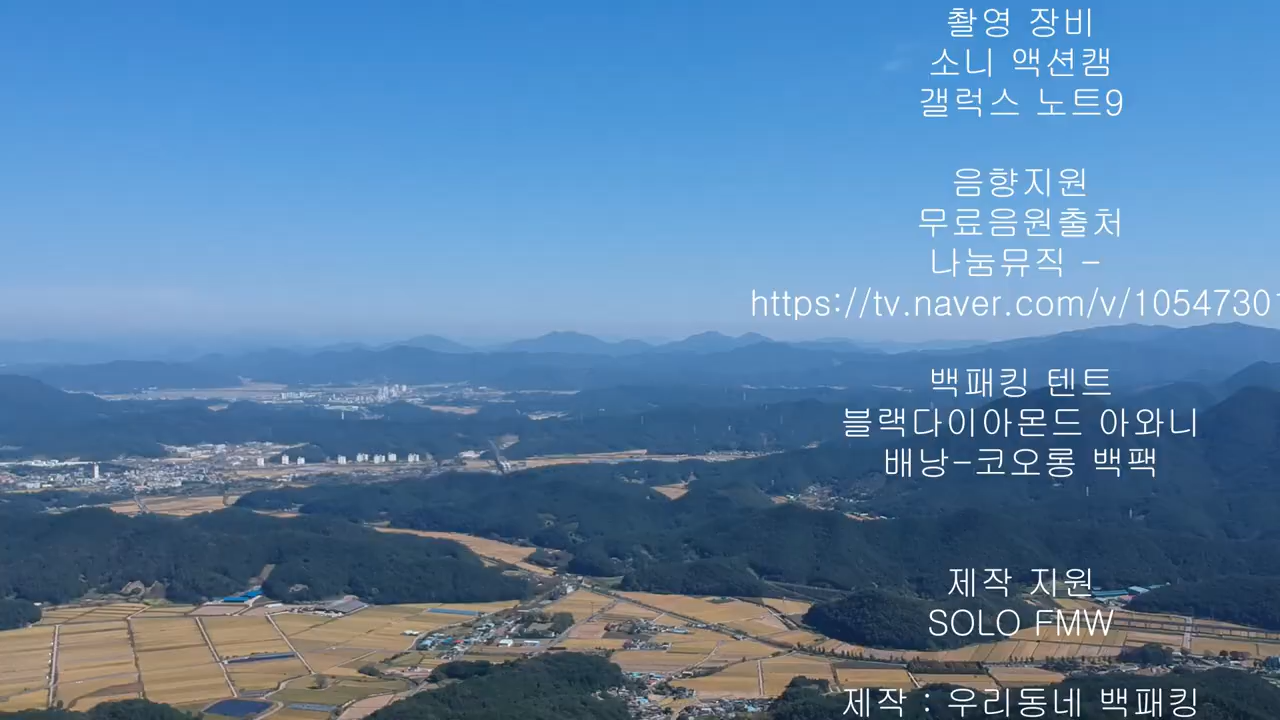 촬영 장비
소니 액션캠
갤럭스 노트9
음향지원
무료음원출처
나눔뮤직 -
https://tv.naver.com/v/10547301
백패킹 텐트
블랙다이아몬드 아와니
배낭-코오롱 백팩
제작 지원
SOLO FMW
제작 : 우리동네 백패킹